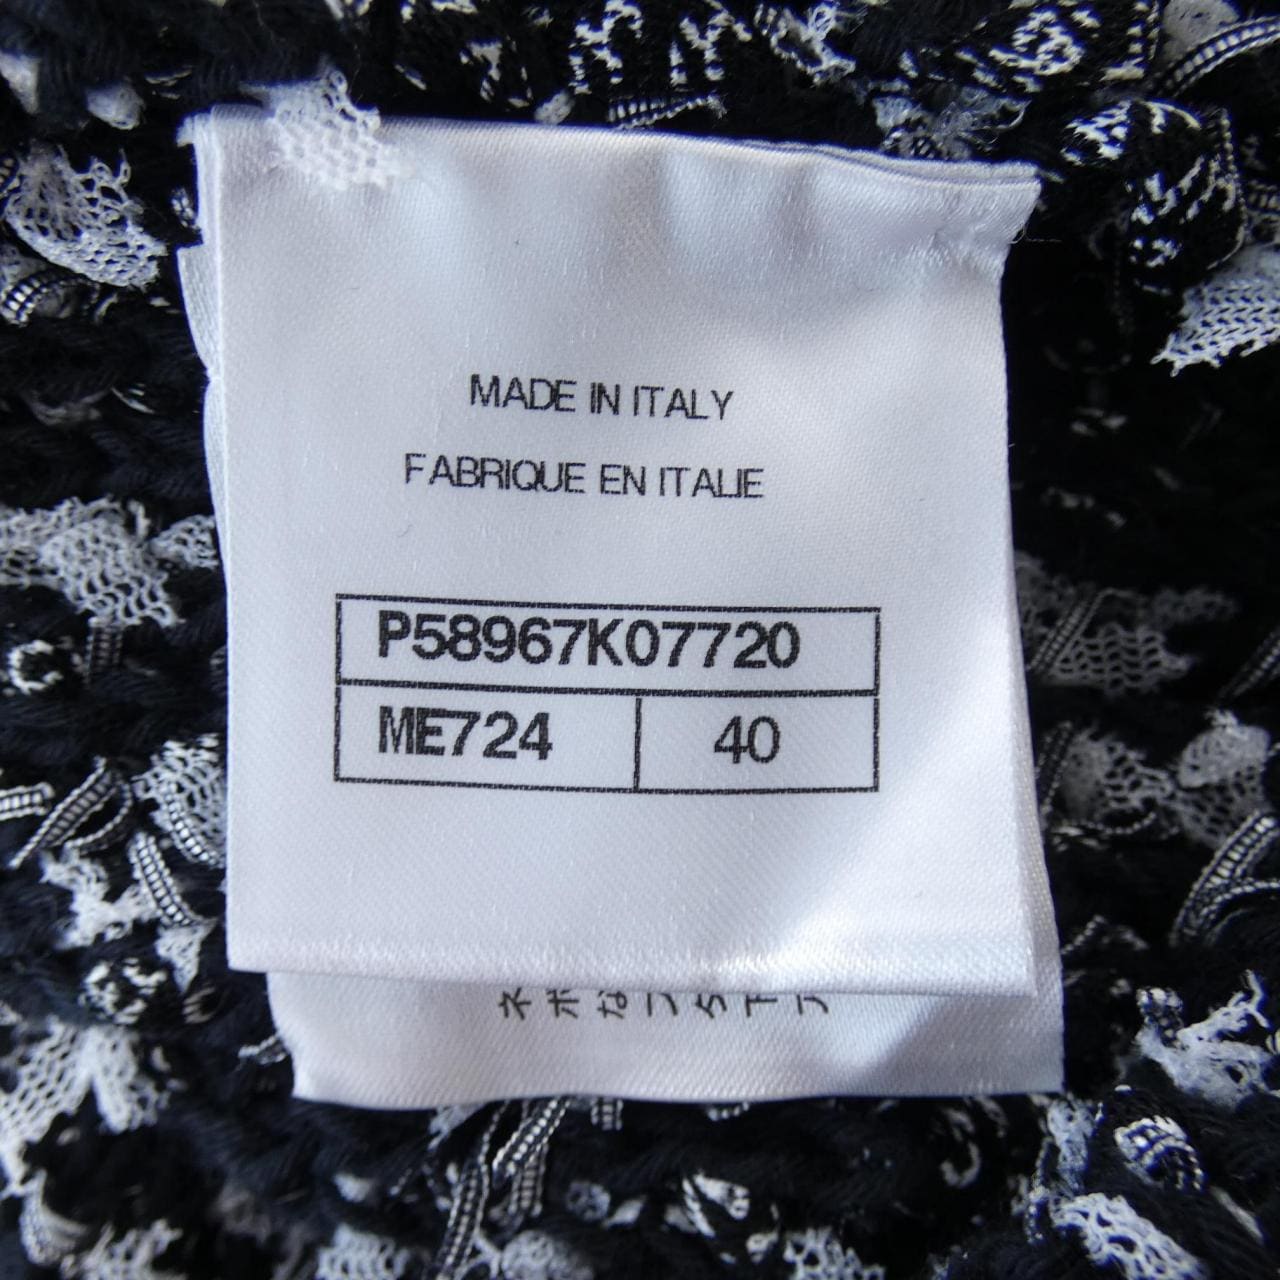 MADE IN ITALY
FABRIQUE EN ITALIE
P58967K07720
ME724 40